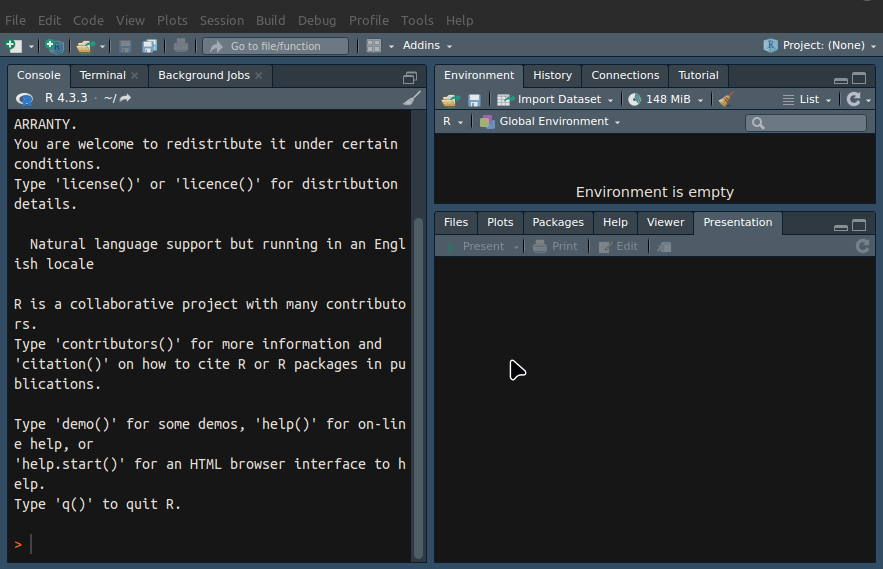 File Edit Code View Plots Session Build Debug Profile Tools Help
Go to file/function Addins Project: (None)
Console Terminal Background Jobs
R 4.3.3 · ~/
ARRANTY.
You are welcome to redistribute it under certain
conditions.
Type 'license()' or 'licence()' for distribution
details.
Natural language support but running in an Engl
ish locale
R is a collaborative project with many contributo
rs.
Type 'contributors()' for more information and
'citation()' on how to cite R or R packages in pu
blications.
Type 'demo()' for some demos, 'help()' for on-lin
e help, or
'help.start()' for an HTML browser interface to h
elp.
Type 'q()' to quit R.
>
Environment History Connections Tutorial
Import Dataset 148 MiB List
R Global Environment
Environment is empty
Files Plots Packages Help Viewer Presentation
Present Print Edit